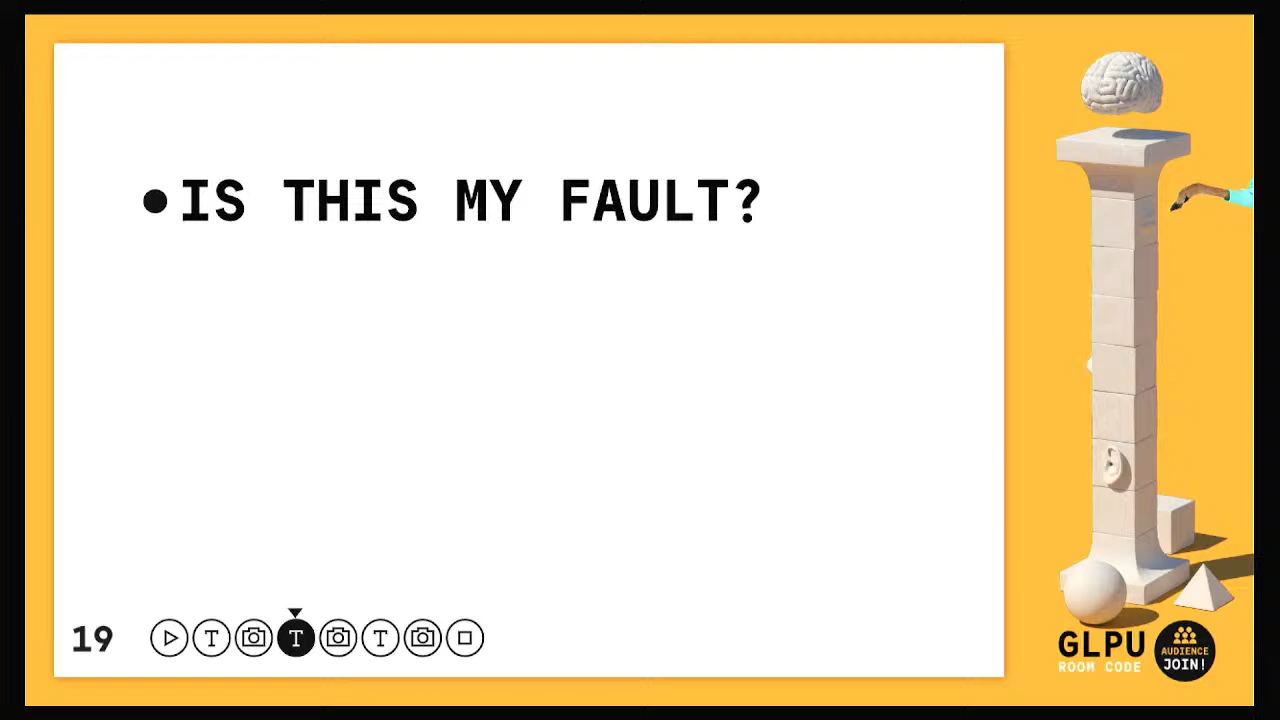 •IS THIS MY FAULT?
19
T
T
T
GLPU
ROOM CODE
AUDIENCE
JOIN!